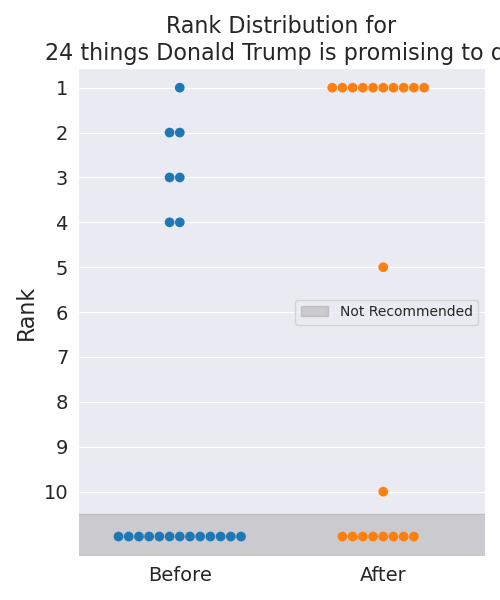 Rank Distribution for
24 things Donald Trump is promising to
1
2
3
4
5
6
7
8
9
10
Rank
Not Recommended
Before
After